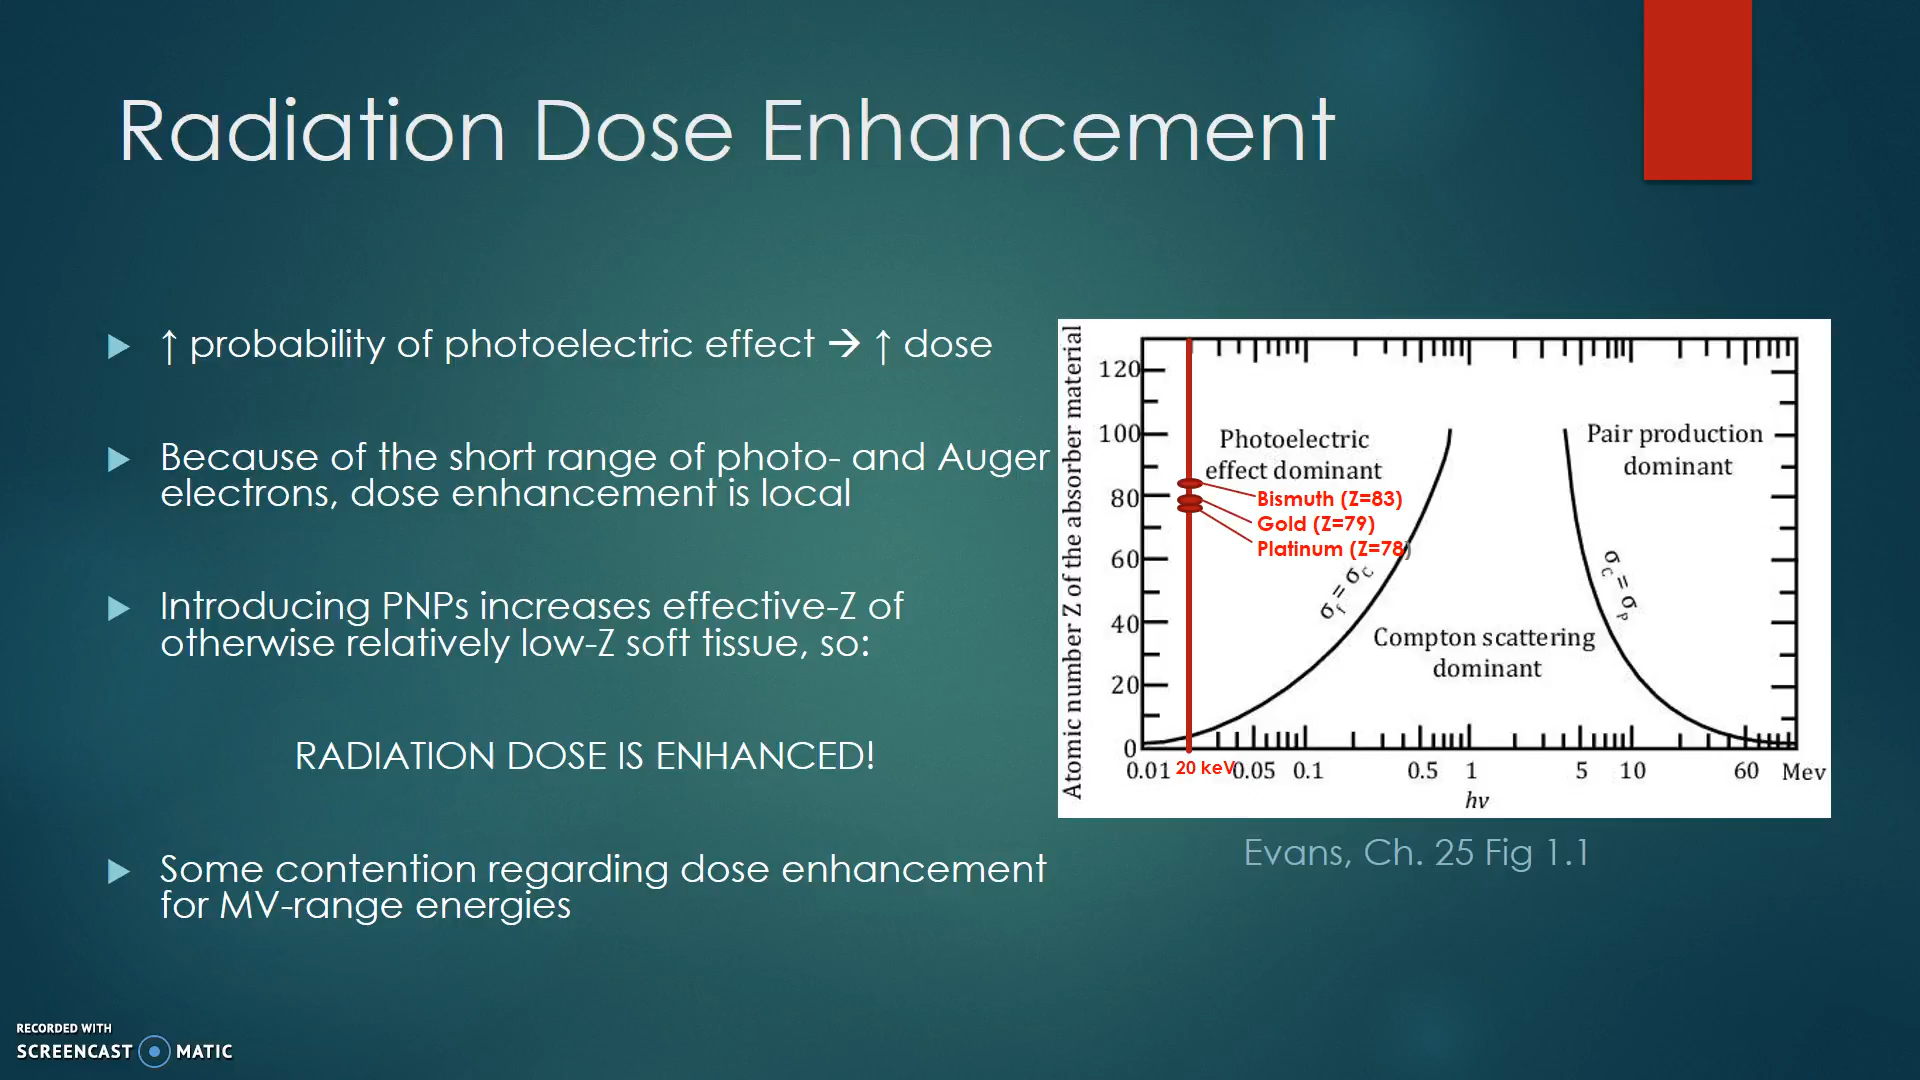 Radiation Dose Enhancement
↑ probability of photoelectric effect → ↑ dose
Because of the short range of photo- and Auger
electrons, dose enhancement is local
Introducing PNPs increases effective-Z of
otherwise relatively low-Z soft tissue, so:
RADIATION DOSE IS ENHANCED!
Some contention regarding dose enhancement
for MV-range energies
Atomic number Z of the absorber material
120
100
80
60
40
20
0
Photoelectric
effect dominant
Bismuth (Z=83)
Gold (Z=79)
Platinum (Z=78)
σf = σC
Compton scattering
dominant
Pair production
dominant
σC = σP
0.01 20 keV 0.05 0.1 0.5 1 5 10 60 Mev
hν
Evans, Ch. 25 Fig 1.1
RECORDED WITH
SCREENCAST MATIC